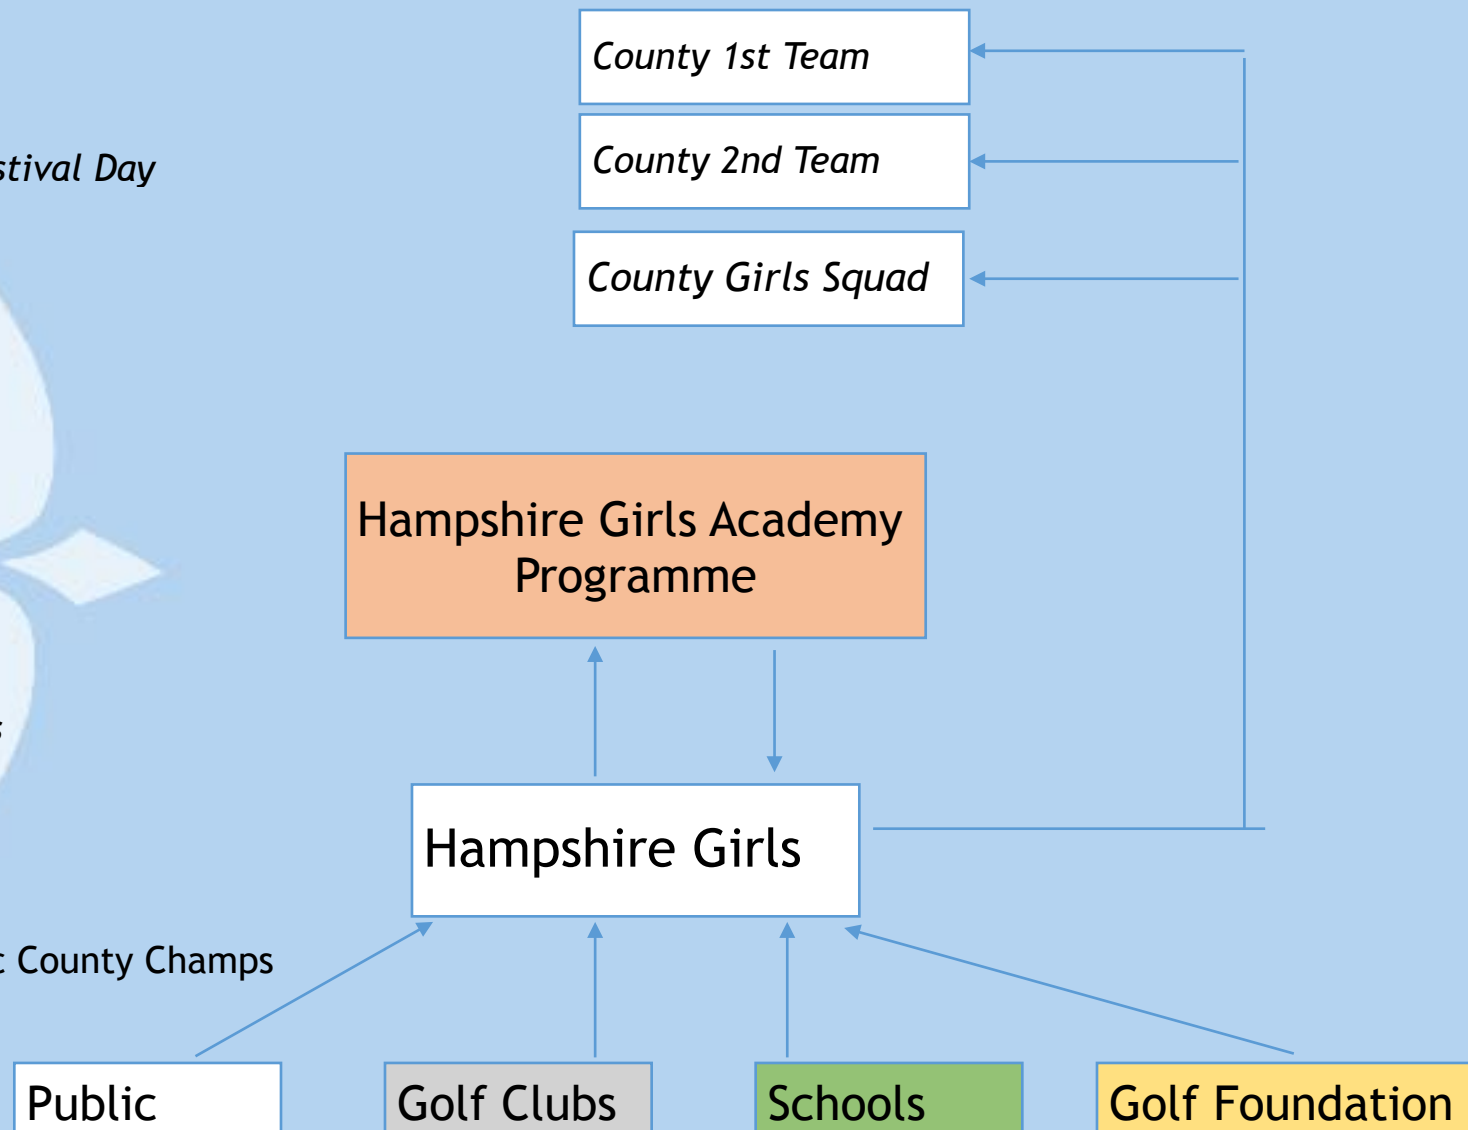 County 1st Team
County 2nd Team
stival Day
County Girls Squad
Hampshire Girls Academy
Programme
s
Hampshire Girls
County Champs
Public
Golf Clubs
Schools
Golf Foundation